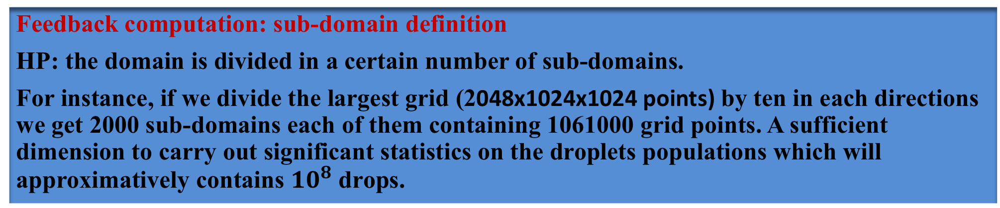 Feedback computation: sub-domain definition
HP: the domain is divided in a certain number of sub-domains.
For instance, if we divide the largest grid (2048x1024x1024 points) by ten in each directions
we get 2000 sub-domains each of them containing 1061000 grid points. A sufficient
dimension to carry out significant statistics on the droplets populations which will
approximatively contains 10⁸ drops.